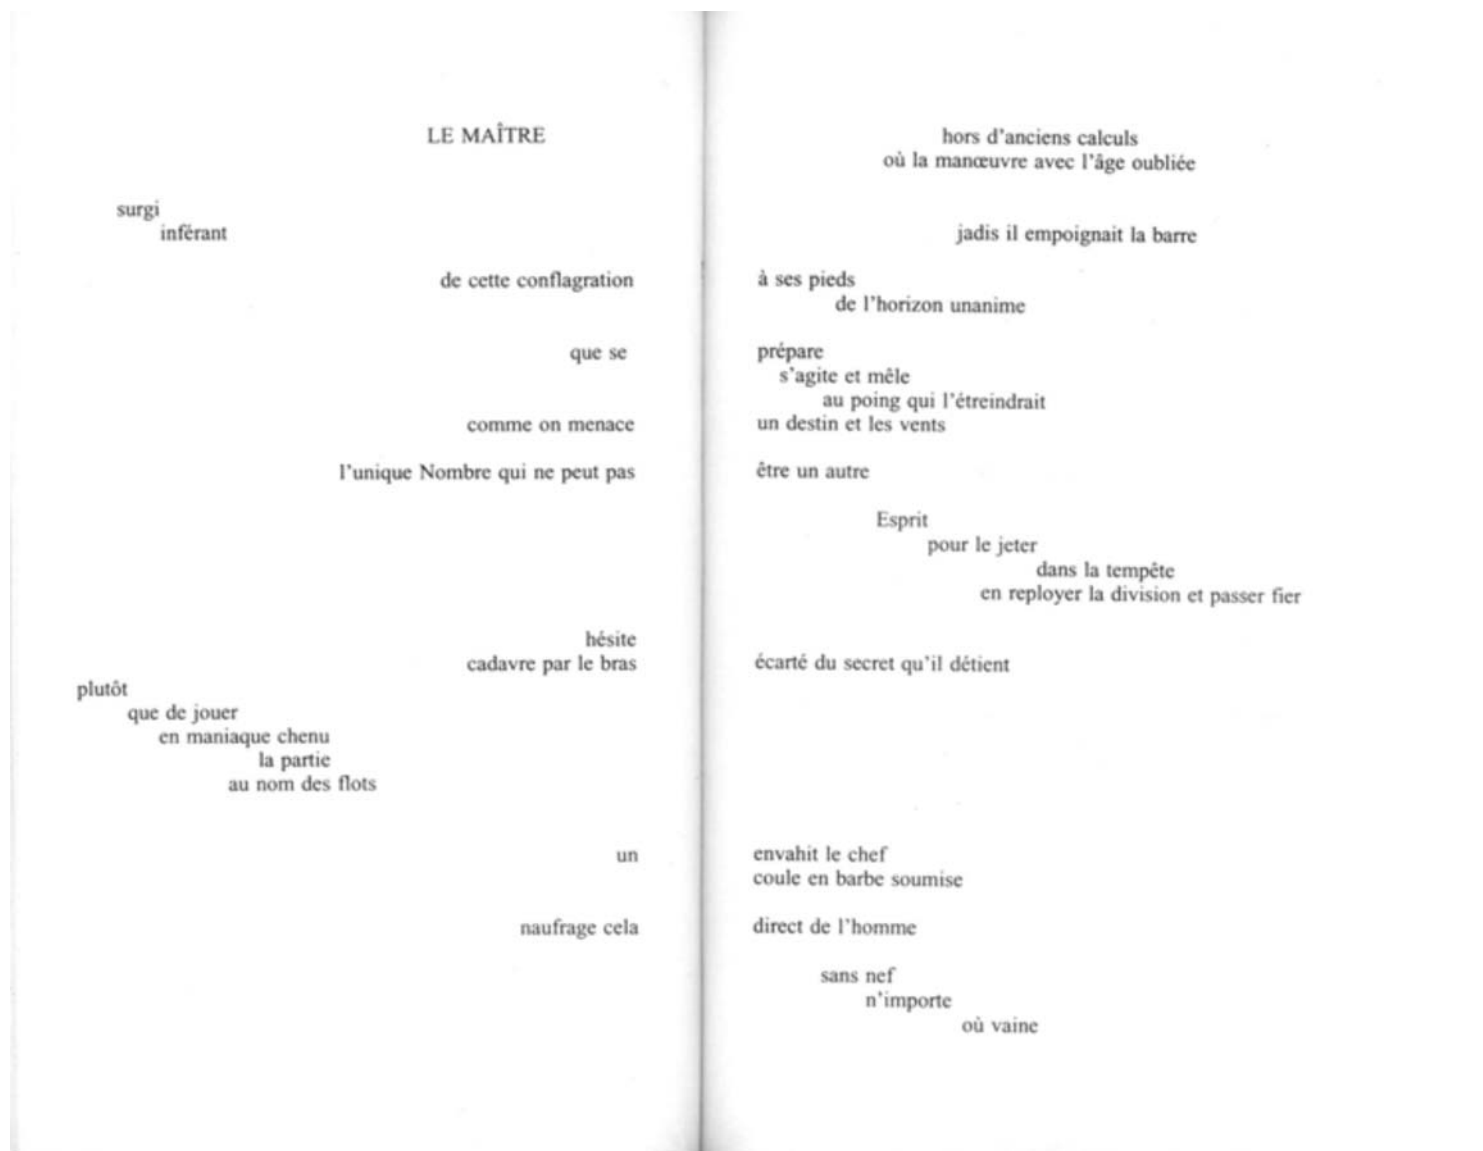 LE MAÎTRE
surgi
inférant
de cette conflagration
que se
comme on menace
l'unique Nombre qui ne peut pas
hésite
cadavre par le bras
plutôt
que de jouer
en maniaque chenu
la partie
au nom des flots
un
naufrage cela
hors d'anciens calculs
où la manœuvre avec l'âge oubliée
jadis il empoignait la barre
à ses pieds
de l'horizon unanime
prépare
s'agite et mêle
au poing qui l'étreindrait
un destin et les vents
être un autre
Esprit
pour le jeter
dans la tempête
en reployer la division et passer fier
écarté du secret qu'il détient
envahit le chef
coule en barbe soumise
direct de l'homme
sans nef
n'importe
où vaine